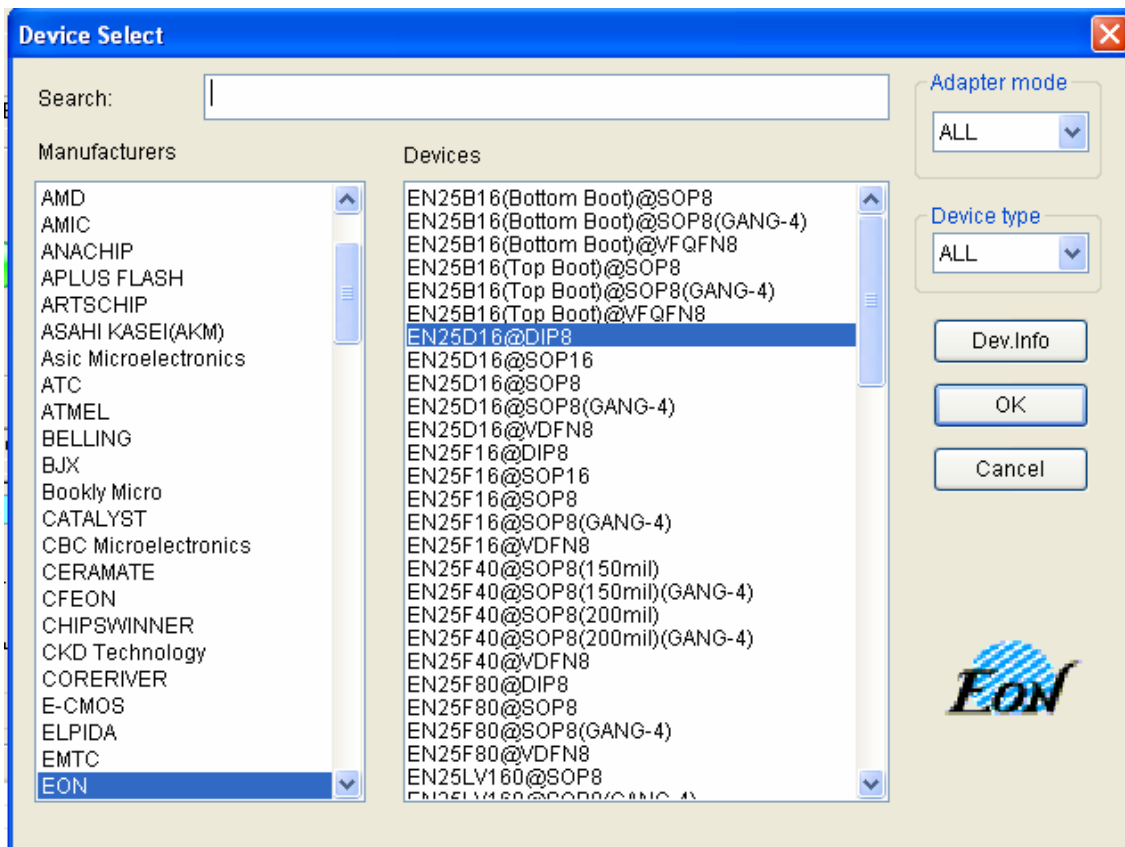 Device Select
Search:
Adapter mode
ALL
Manufacturers
Devices
AMD
AMIC
ANACHIP
APLUS FLASH
ARTSCHIP
ASAHI KASEI(AKM)
Asic Microelectronics
ATC
ATMEL
BELLING
BJX
Bookly Micro
CATALYST
CBC Microelectronics
CERAMATE
CFEON
CHIPSWINNER
CKD Technology
CORERIVER
E-CMOS
ELPIDA
EMTC
EON
EN25B16(Bottom Boot)@SOP8
EN25B16(Bottom Boot)@SOP8(GANG-4)
EN25B16(Bottom Boot)@VFQFN8
EN25B16(Top Boot)@SOP8
EN25B16(Top Boot)@SOP8(GANG-4)
EN25B16(Top Boot)@VFQFN8
EN25D16@DIP8
EN25D16@SOP16
EN25D16@SOP8
EN25D16@SOP8(GANG-4)
EN25D16@VDFN8
EN25F16@DIP8
EN25F16@SOP16
EN25F16@SOP8
EN25F16@SOP8(GANG-4)
EN25F16@VDFN8
EN25F40@SOP8(150mil)
EN25F40@SOP8(150mil)(GANG-4)
EN25F40@SOP8(200mil)
EN25F40@SOP8(200mil)(GANG-4)
EN25F40@VDFN8
EN25F80@DIP8
EN25F80@SOP8
EN25F80@SOP8(GANG-4)
EN25F80@VDFN8
EN25LV160@SOP8
EN25LV160@SOP8(GANG-4)
Device type
ALL
Dev.Info
OK
Cancel
EON